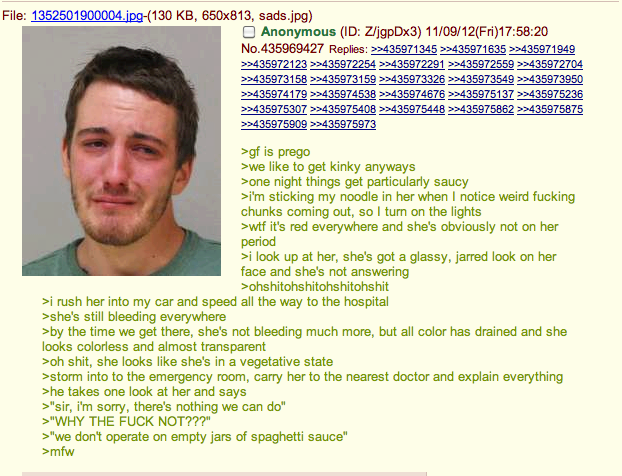 File: 1352501900004.jpg-(130 KB, 650x813, sads.jpg)
Anonymous (ID: Z/jgpDx3) 11/09/12(Fri)17:58:20
No.435969427 Replies: >>435971345 >>435971635 >>435971949
>>435972123 >>435972254 >>435972291 >>435972559 >>435972704
>>435973158 >>435973159 >>435973326 >>435973549 >>435973950
>>435974179 >>435974538 >>435974676 >>435975137 >>435975236
>>435975307 >>435975408 >>435975448 >>435975862 >>435975875
>>435975909 >>435975973
>gf is prego
>we like to get kinky anyways
>one night things get particularly saucy
>i'm sticking my noodle in her when I notice weird fucking
chunks coming out, so I turn on the lights
>wtf it's red everywhere and she's obviously not on her
period
>i look up at her, she's got a glassy, jarred look on her
face and she's not answering
>ohshitohshitohshitohshit
>i rush her into my car and speed all the way to the hospital
>she's still bleeding everywhere
>by the time we get there, she's not bleeding much more, but all color has drained and she
looks colorless and almost transparent
>oh shit, she looks like she's in a vegetative state
>storm into to the emergency room, carry her to the nearest doctor and explain everything
>he takes one look at her and says
>"sir, i'm sorry, there's nothing we can do"
>"WHY THE FUCK NOT???"
>"we don't operate on empty jars of spaghetti sauce"
>mfw